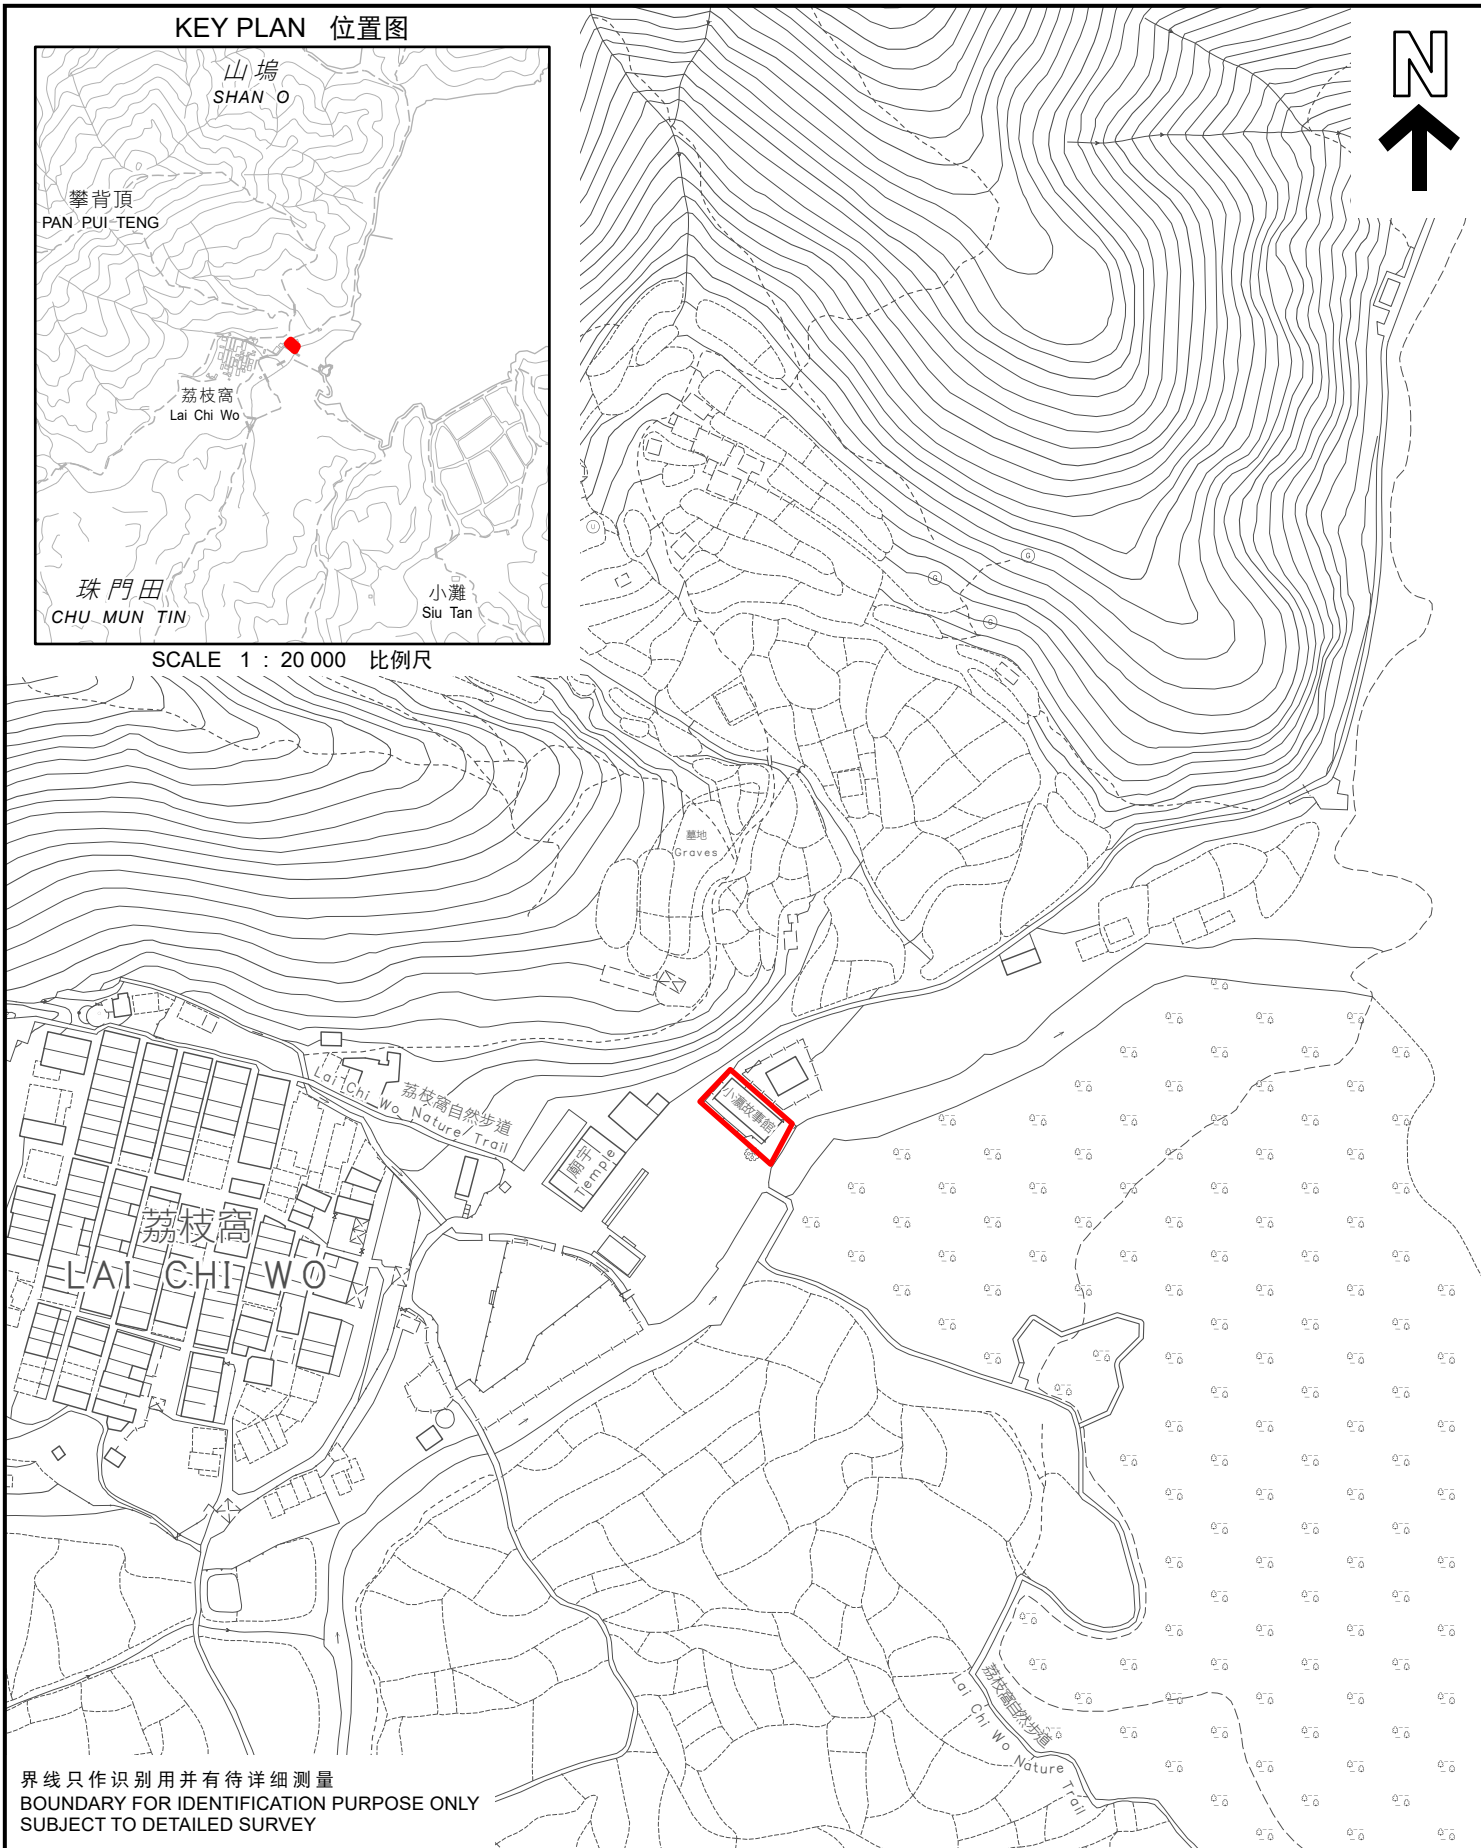 KEY PLAN 位置图
N
山塢
SHAN O
攀背頂
PAN PUI TENG
荔枝窩
Lai Chi Wo
珠門田
CHU MUN TIN
小灘
Siu Tan
SCALE 1 : 20 000 比例尺
U
G
G
G
墓地
Graves
荔枝窩自然步道
Lai Chi Wo Nature Trail
小瀛故事館
廟宇
Temple
荔枝窩
LAI CHI WO
荔枝窩自然步道
Lai Chi Wo Nature Trail
界线只作识别用并有待详细测量
BOUNDARY FOR IDENTIFICATION PURPOSE ONLY
SUBJECT TO DETAILED SURVEY